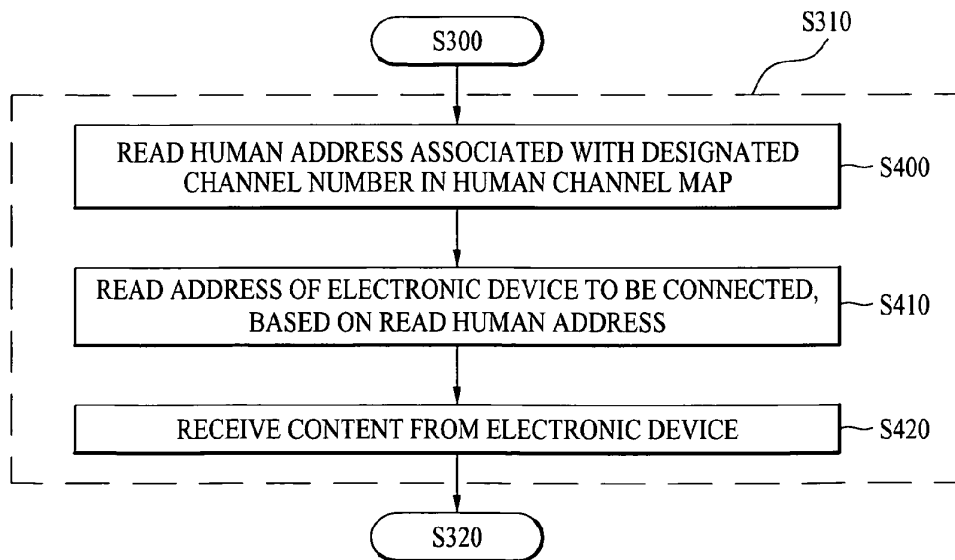 S310
S300
READ HUMAN ADDRESS ASSOCIATED WITH DESIGNATED
CHANNEL NUMBER IN HUMAN CHANNEL MAP
S400
READ ADDRESS OF ELECTRONIC DEVICE TO BE CONNECTED,
BASED ON READ HUMAN ADDRESS
S410
RECEIVE CONTENT FROM ELECTRONIC DEVICE
S420
S320